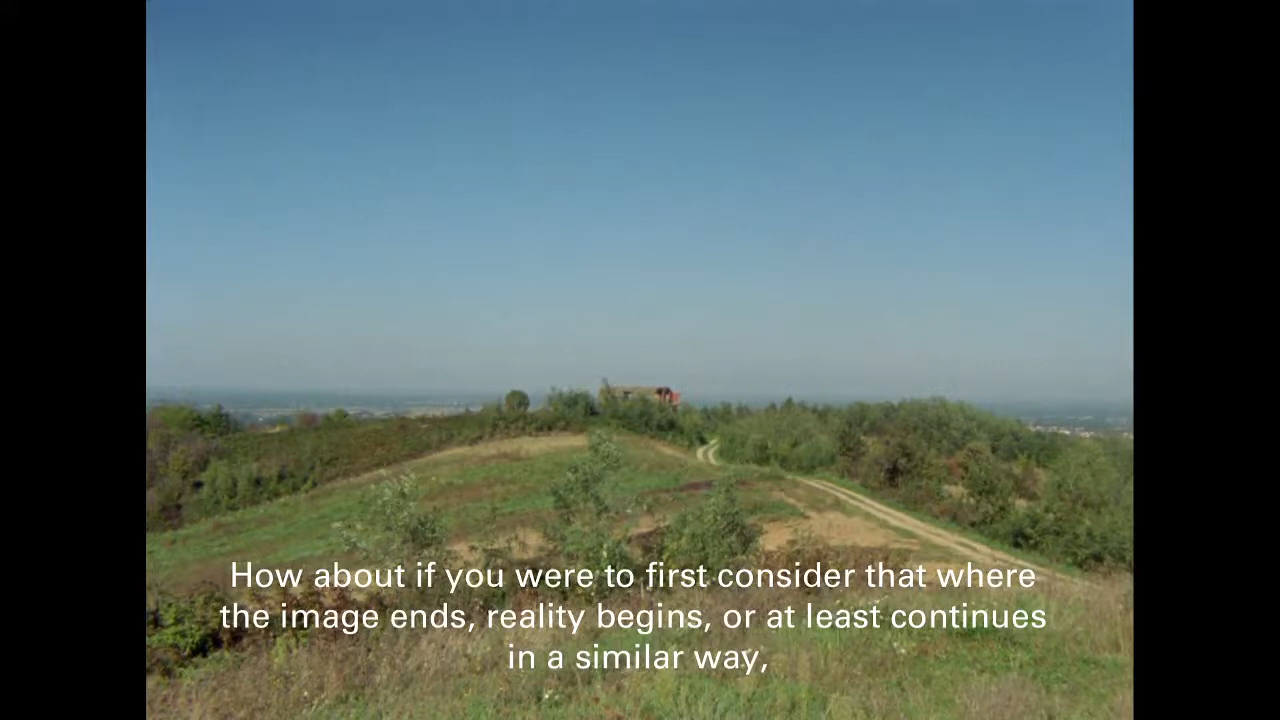 How about if you were to first consider that where
the image ends, reality begins, or at least continues
in a similar way,